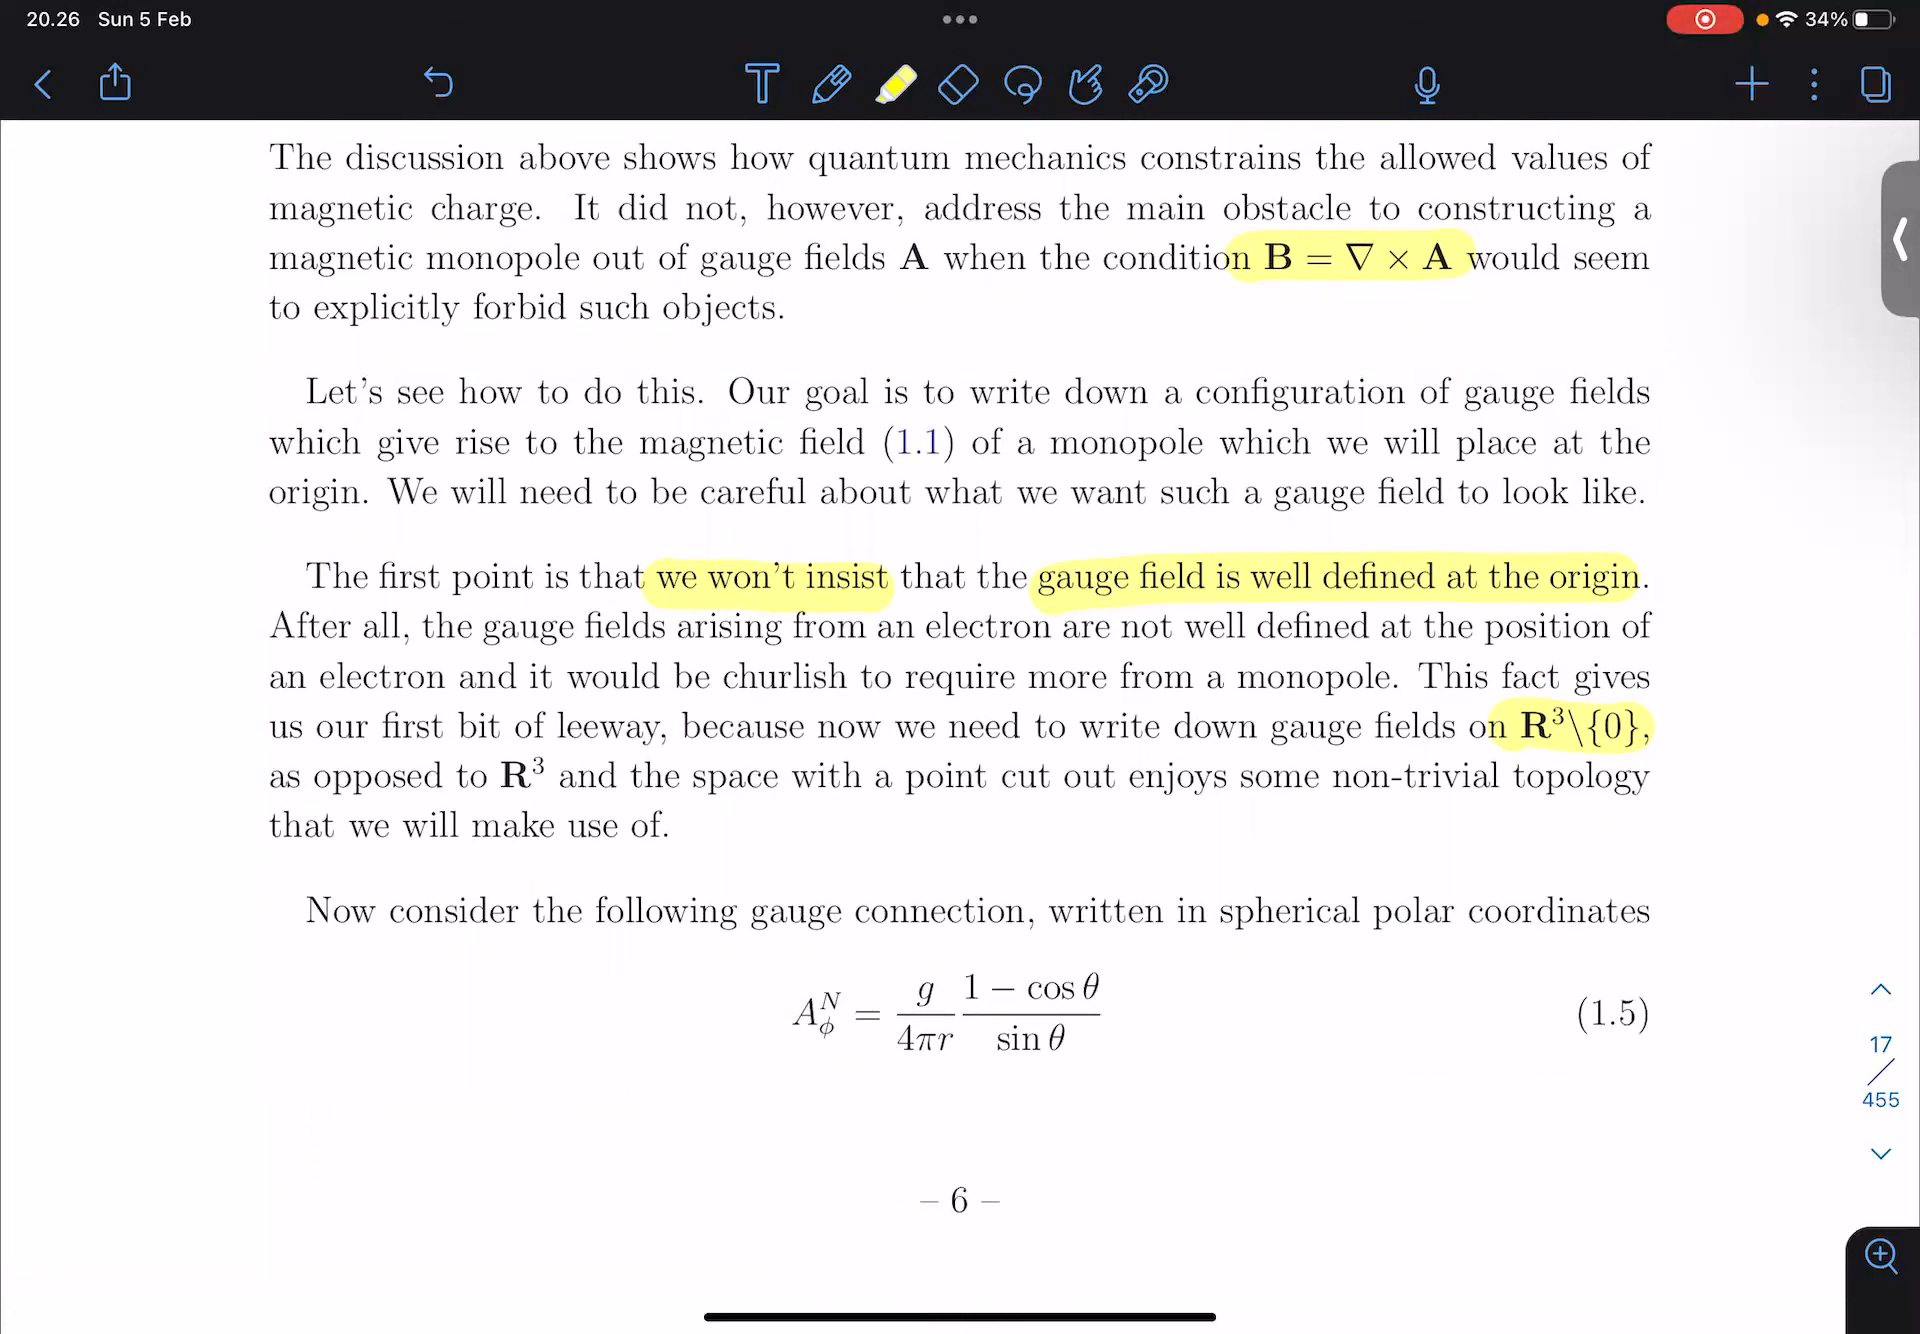 20.26 Sun 5 Feb
34%
The discussion above shows how quantum mechanics constrains the allowed values of
magnetic charge. It did not, however, address the main obstacle to constructing a
magnetic monopole out of gauge fields A when the condition B = ∇ × A would seem
to explicitly forbid such objects.
Let's see how to do this. Our goal is to write down a configuration of gauge fields
which give rise to the magnetic field (1.1) of a monopole which we will place at the
origin. We will need to be careful about what we want such a gauge field to look like.
The first point is that we won't insist that the gauge field is well defined at the origin.
After all, the gauge fields arising from an electron are not well defined at the position of
an electron and it would be churlish to require more from a monopole. This fact gives
us our first bit of leeway, because now we need to write down gauge fields on R³\{0},
as opposed to R³ and the space with a point cut out enjoys some non-trivial topology
that we will make use of.
Now consider the following gauge connection, written in spherical polar coordinates
A_ϕ^N = g/(4πr) (1 − cos θ)/(sin θ) (1.5)
17
/
455
– 6 –